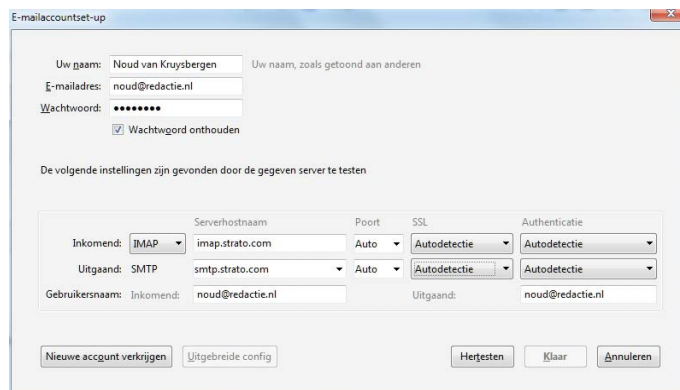 E-mailaccountset-up
Uw naam: Noud van Kruysbergen Uw naam, zoals getoond aan anderen
E-mailadres: noud@redactie.nl
Wachtwoord: ••••••••
Wachtwoord onthouden
De volgende instellingen zijn gevonden door de gegeven server te testen
Serverhostnaam Poort SSL Authenticatie
Inkomend: IMAP imap.strato.com Auto Autodetectie Autodetectie
Uitgaand: SMTP smtp.strato.com Auto Autodetectie Autodetectie
Gebruikersnaam: Inkomend: noud@redactie.nl Uitgaand: noud@redactie.nl
Nieuwe account verkrijgen Uitgebreide config Hertesten Klaar Annuleren